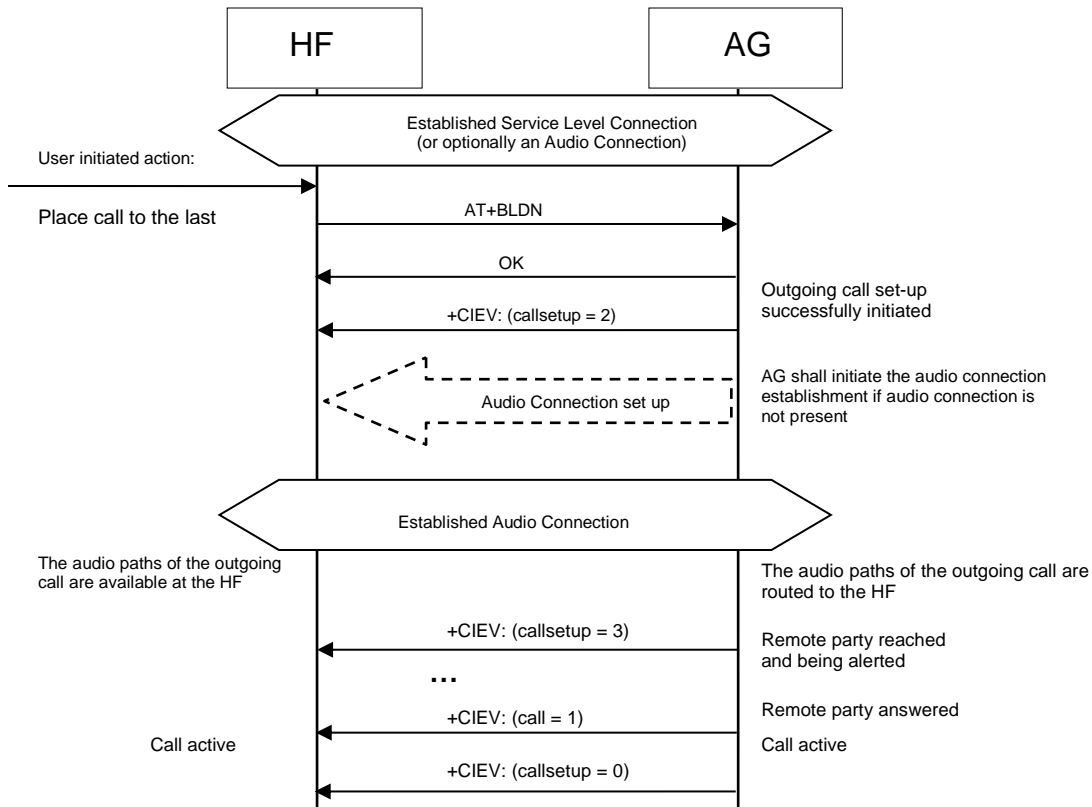 HF
AG
Established Service Level Connection
(or optionally an Audio Connection)
User initiated action:
Place call to the last
AT+BLDN
OK
Outgoing call set-up
successfully initiated
+CIEV: (callsetup = 2)
AG shall initiate the audio connection
establishment if audio connection is
not present
Audio Connection set up
Established Audio Connection
The audio paths of the outgoing
call are available at the HF
The audio paths of the outgoing call are
routed to the HF
+CIEV: (callsetup = 3)
Remote party reached
and being alerted
...
+CIEV: (call = 1)
Remote party answered
Call active
Call active
+CIEV: (callsetup = 0)